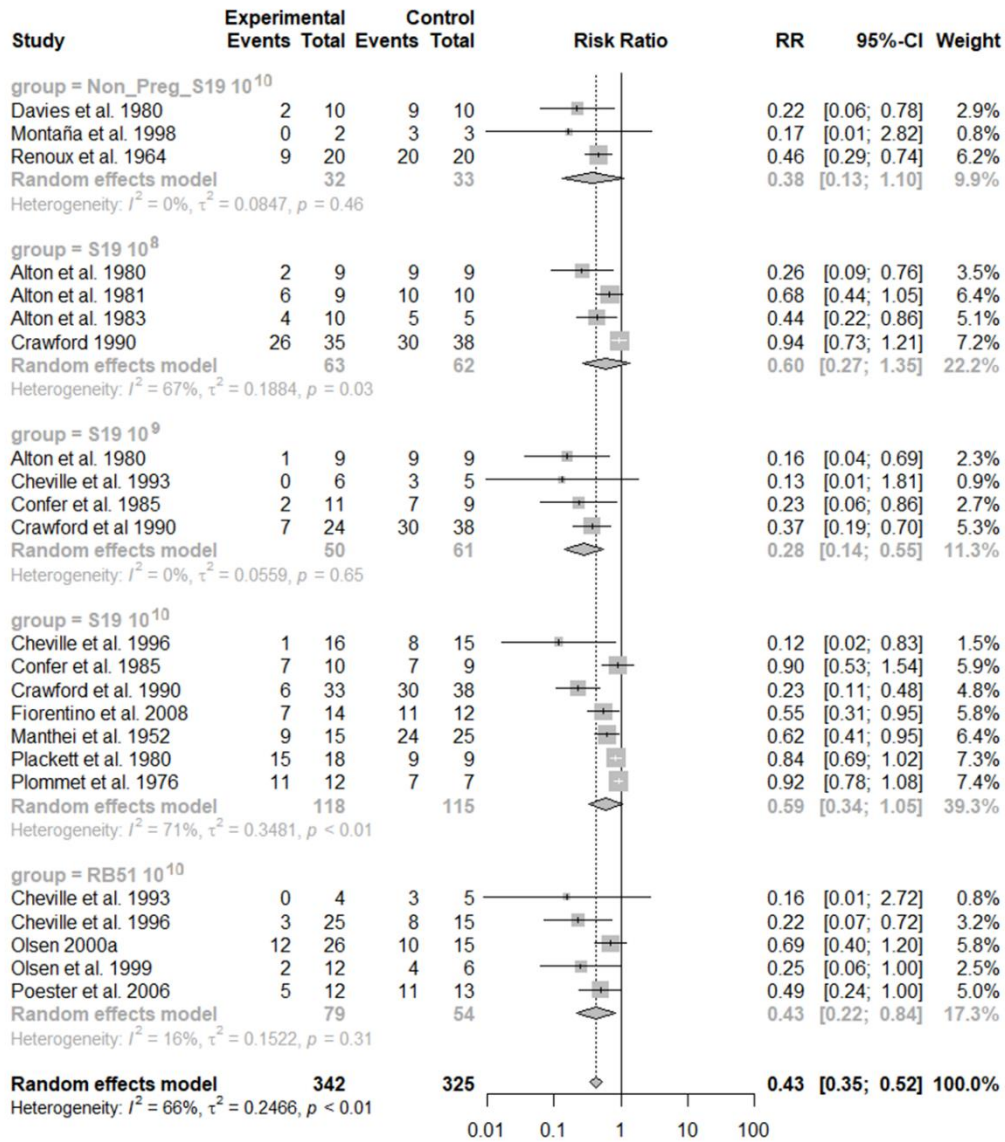 Experimental Control
Study Events Total Events Total Risk Ratio RR 95%-CI Weight
group = Non_Preg_S19 10^10
Davies et al. 1980 2 10 9 10 0.22 [0.06; 0.78] 2.9%
Montaña et al. 1998 0 2 3 3 0.17 [0.01; 2.82] 0.8%
Renoux et al. 1964 9 20 20 20 0.46 [0.29; 0.74] 6.2%
Random effects model 32 33 0.38 [0.13; 1.10] 9.9%
Heterogeneity: I² = 0%, τ² = 0.0847, p = 0.46
group = S19 10^8
Alton et al. 1980 2 9 9 9 0.26 [0.09; 0.76] 3.5%
Alton et al. 1981 6 9 10 10 0.68 [0.44; 1.05] 6.4%
Alton et al. 1983 4 10 5 5 0.44 [0.22; 0.86] 5.1%
Crawford 1990 26 35 30 38 0.94 [0.73; 1.21] 7.2%
Random effects model 63 62 0.60 [0.27; 1.35] 22.2%
Heterogeneity: I² = 67%, τ² = 0.1884, p = 0.03
group = S19 10^9
Alton et al. 1980 1 9 9 9 0.16 [0.04; 0.69] 2.3%
Cheville et al. 1993 0 6 3 5 0.13 [0.01; 1.81] 0.9%
Confer et al. 1985 2 11 7 9 0.23 [0.06; 0.86] 2.7%
Crawford et al 1990 7 24 30 38 0.37 [0.19; 0.70] 5.3%
Random effects model 50 61 0.28 [0.14; 0.55] 11.3%
Heterogeneity: I² = 0%, τ² = 0.0559, p = 0.65
group = S19 10^10
Cheville et al. 1996 1 16 8 15 0.12 [0.02; 0.83] 1.5%
Confer et al. 1985 7 10 7 9 0.90 [0.53; 1.54] 5.9%
Crawford et al. 1990 6 33 30 38 0.23 [0.11; 0.48] 4.8%
Fiorentino et al. 2008 7 14 11 12 0.55 [0.31; 0.95] 5.8%
Manthei et al. 1952 9 15 24 25 0.62 [0.41; 0.95] 6.4%
Plackett et al. 1980 15 18 9 9 0.84 [0.69; 1.02] 7.3%
Plommet et al. 1976 11 12 7 7 0.92 [0.78; 1.08] 7.4%
Random effects model 118 115 0.59 [0.34; 1.05] 39.3%
Heterogeneity: I² = 71%, τ² = 0.3481, p < 0.01
group = RB51 10^10
Cheville et al. 1993 0 4 3 5 0.16 [0.01; 2.72] 0.8%
Cheville et al. 1996 3 25 8 15 0.22 [0.07; 0.72] 3.2%
Olsen 2000a 12 26 10 15 0.69 [0.40; 1.20] 5.8%
Olsen et al. 1999 2 12 4 6 0.25 [0.06; 1.00] 2.5%
Poester et al. 2006 5 12 11 13 0.49 [0.24; 1.00] 5.0%
Random effects model 79 54 0.43 [0.22; 0.84] 17.3%
Heterogeneity: I² = 16%, τ² = 0.1522, p = 0.31
Random effects model 342 325 0.43 [0.35; 0.52] 100.0%
Heterogeneity: I² = 66%, τ² = 0.2466, p < 0.01
0.01 0.1 1 10 100